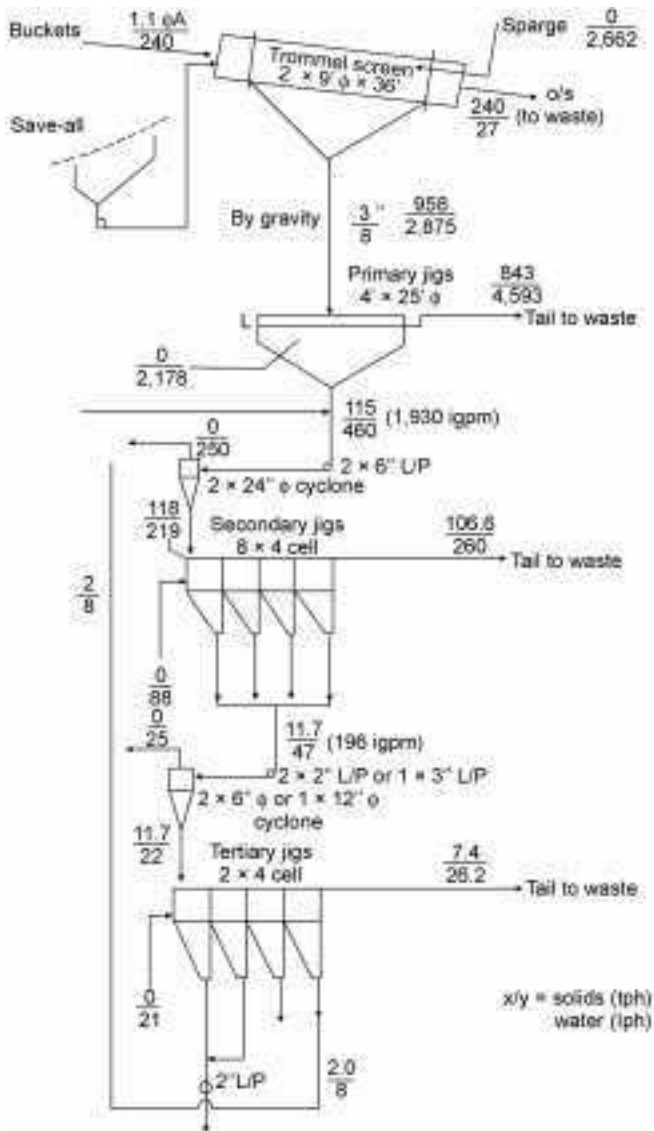 Buckets
1.1 øA
240
Sparge
0
2,662
Trommel screen
2 × 9' ø × 36'
o/s
240
27
(to waste)
Save-all
By gravity
3
8
"
958
2,875
Primary jigs
4' × 25' ø
843
4,593
Tail to waste
L
0
2,178
115
460
(1,930 igpm)
0
250
2 × 6" L/P
2 × 24" ø cyclone
118
219
Secondary jigs
8 × 4 cell
106.6
260
Tail to waste
2
8
0
88
0
25
11.7
47
(196 igpm)
2 × 2" L/P or 1 × 3" L/P
2 × 6" ø or 1 × 12" ø
cyclone
11.7
22
Tertiary jigs
2 × 4 cell
7.4
26.2
Tail to waste
0
21
x/y = solids (tph)
water (lph)
2"L/P
2.0
8